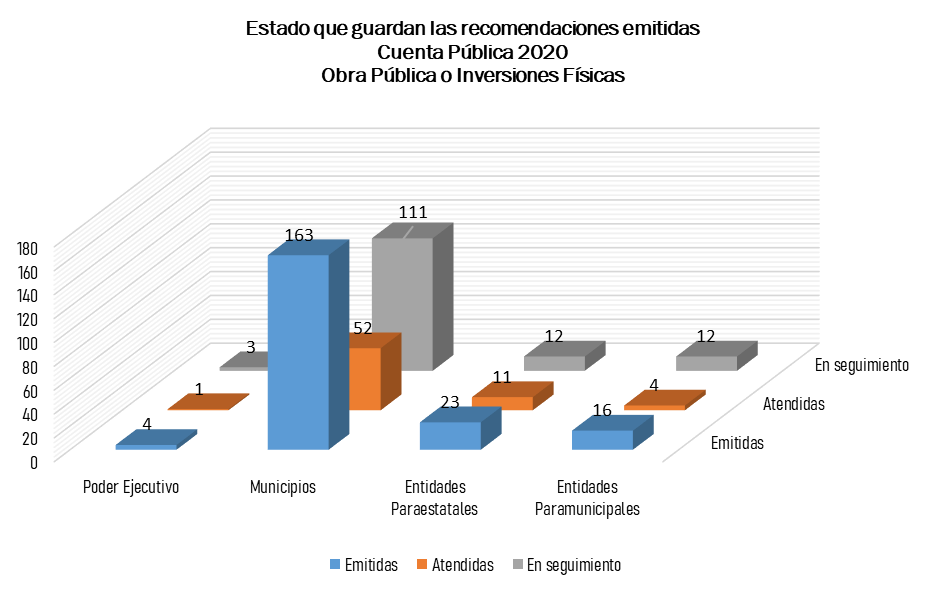 Estado que guardan las recomendaciones emitidas
Cuenta Pública 2020
Obra Pública o Inversiones Físicas
180
160
140
120
100
80
60
40
20
0
4
163
23
16
1
52
11
4
3
111
12
12
En seguimiento
Atendidas
Emitidas
Poder Ejecutivo
Municipios
Entidades
Paraestatales
Entidades
Paramunicipales
Emitidas
Atendidas
En seguimiento